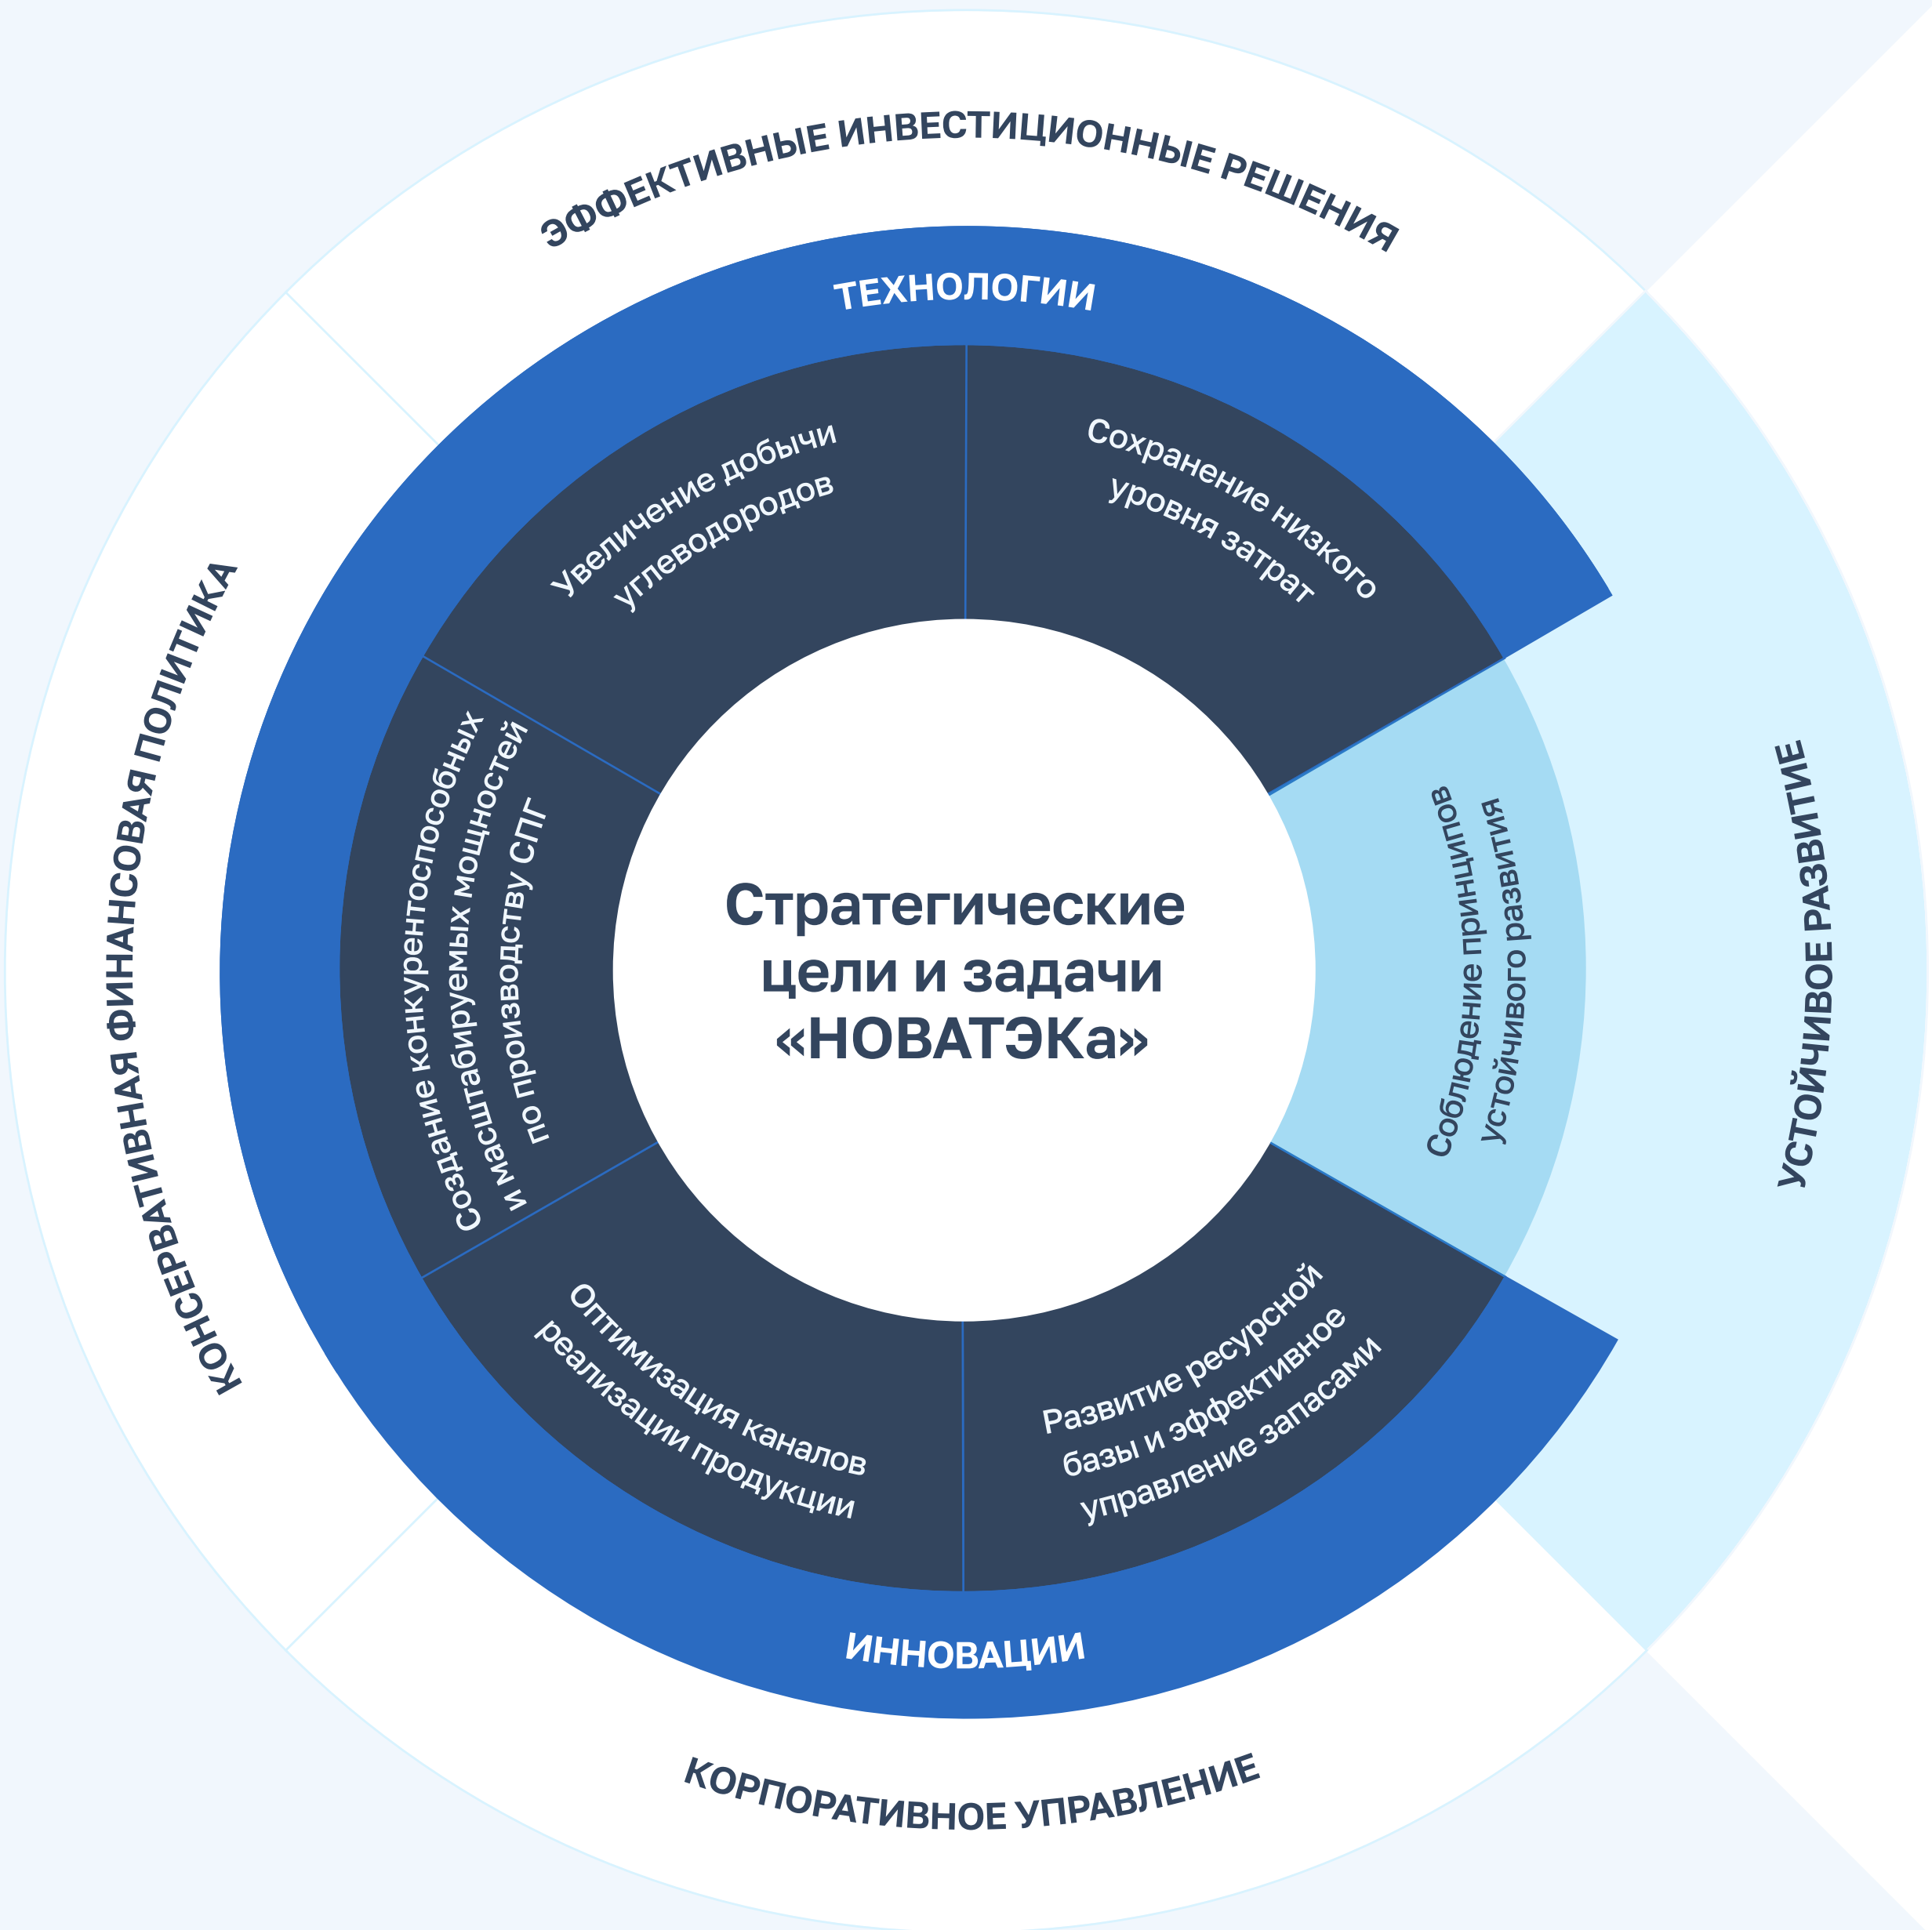 ЭФФЕКТИВНЫЕ ИНВЕСТИЦИОННЫЕ РЕШЕНИЯ
ТЕХНОЛОГИИ
Увеличение добычи
углеводородов
Сохранение низкого
уровня затрат
КОНСЕРВАТИВНАЯ ФИНАНСОВАЯ ПОЛИТИКА
Создание конкурентоспособных
и масштабируемых мощностей
по производству СПГ
Стратегические
цели и задачи
«НОВАТЭКа»
Соблюдение принципов
устойчивого развития
УСТОЙЧИВОЕ РАЗВИТИЕ
Оптимизация каналов
реализации продукции
Развитие ресурсной
базы и эффективное
управление запасами
ИННОВАЦИИ
КОРПОРАТИВНОЕ УПРАВЛЕНИЕ